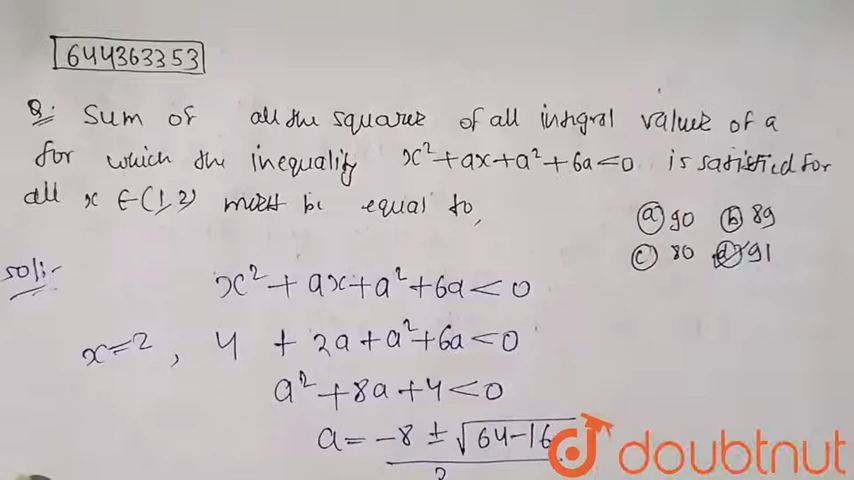 644363353
Q: Sum of all the squares of all integral values of a
for which the inequality x²+ax+a²+6a<0 is satisfied for
all x ∈(1,2) must be equal to,
(a) 90 (b) 89
(c) 80 (d) 91
Sol:-
x²+ax+a²+6a<0
x=2, 4+2a+a²+6a<0
a²+8a+4<0
a = -8 ± √64-16
2
doubtnut